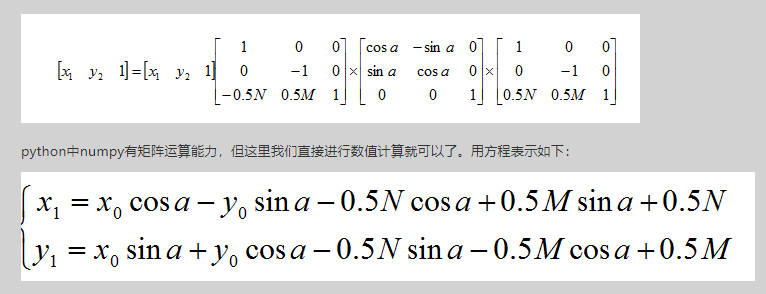 [x₁ y₂ 1]=[x₁ y₂ 1][1 0 0; 0 −1 0; −0.5N 0.5M 1]×[cos a −sin a 0; sin a cos a 0; 0 0 1]×[1 0 0; 0 −1 0; 0.5N 0.5M 1]
python中numpy有矩阵运算能力，但这里我们直接进行数值计算就可以了。用方程表示如下：
x₁ = x₀ cos a − y₀ sin a − 0.5N cos a + 0.5M sin a + 0.5N
y₁ = x₀ sin a + y₀ cos a − 0.5N sin a − 0.5M cos a + 0.5M